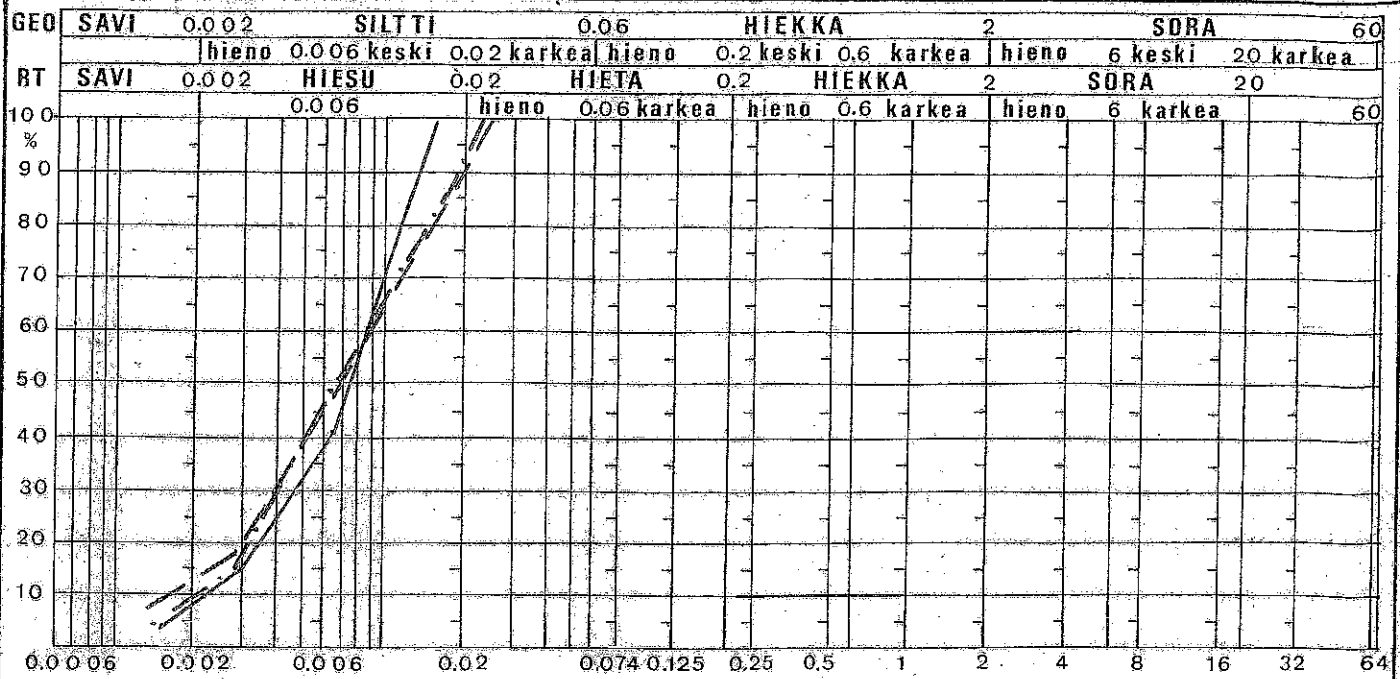 GEO SAVI 0.002 SILTTI 0.06 HIEKKA 2 SORA 60
hieno 0.006 keski 0.02 karkea hieno 0.2 keski 0.6 karkea hieno 6 keski 20 karkea
RT SAVI 0.002 HIESU 0.02 HIETA 0.2 HIEKKA 2 SORA 20
0.006 hieno 0.06 karkea hieno 0.6 karkea hieno 6 karkea 60
100
%
90
80
70
60
50
40
30
20
10
0.0006 0.002 0.006 0.02 0.074 0.125 0.25 0.5 1 2 4 8 16 32 64